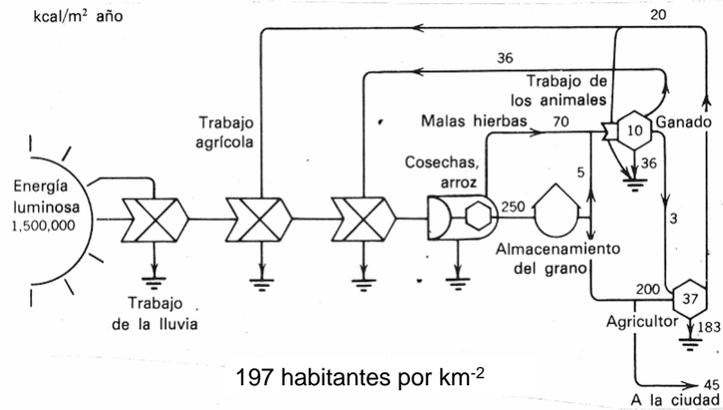 kcal/m² año
20
36
Trabajo de
los animales
Trabajo
agrícola
Malas hierbas
70
10
Ganado
Cosechas,
arroz
36
5
Energía
luminosa
1,500,000
250
3
Almacenamiento
del grano
Trabajo
de la lluvia
200
37
Agricultor
183
197 habitantes por km-2
45
A la ciudad